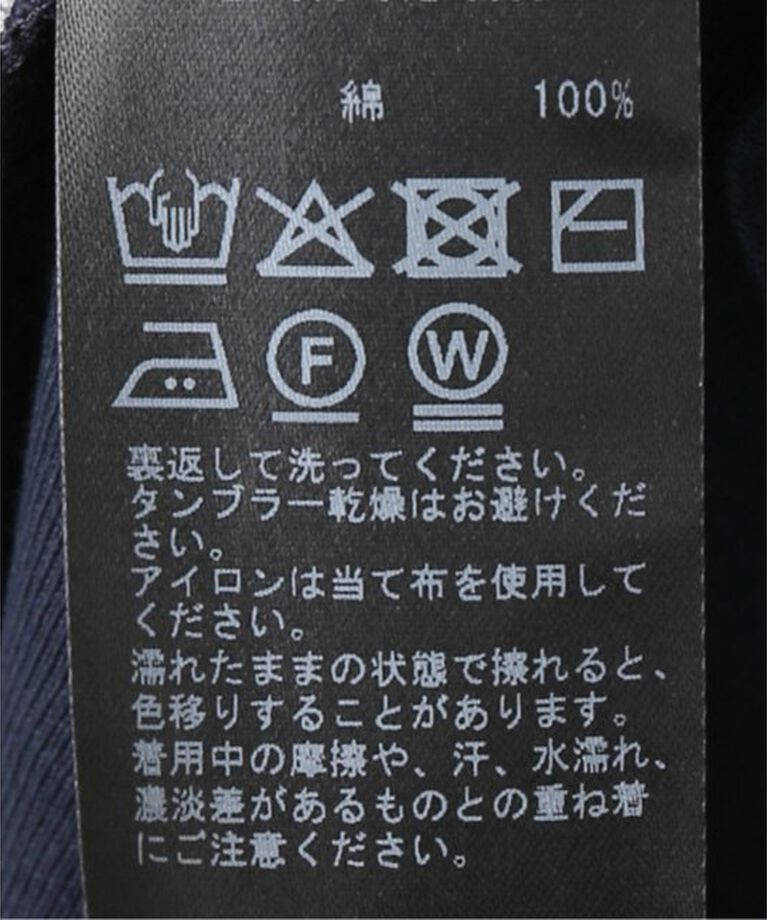 綿 100%
F W
裏返して洗ってください。
タンブラー乾燥はお避けくだ
さい。
アイロンは当て布を使用して
ください。
濡れたままの状態で擦れると、
色移りすることがあります。
着用中の摩擦や、汗、水濡れ、
濃淡差があるものとの重ね着
にご注意ください。